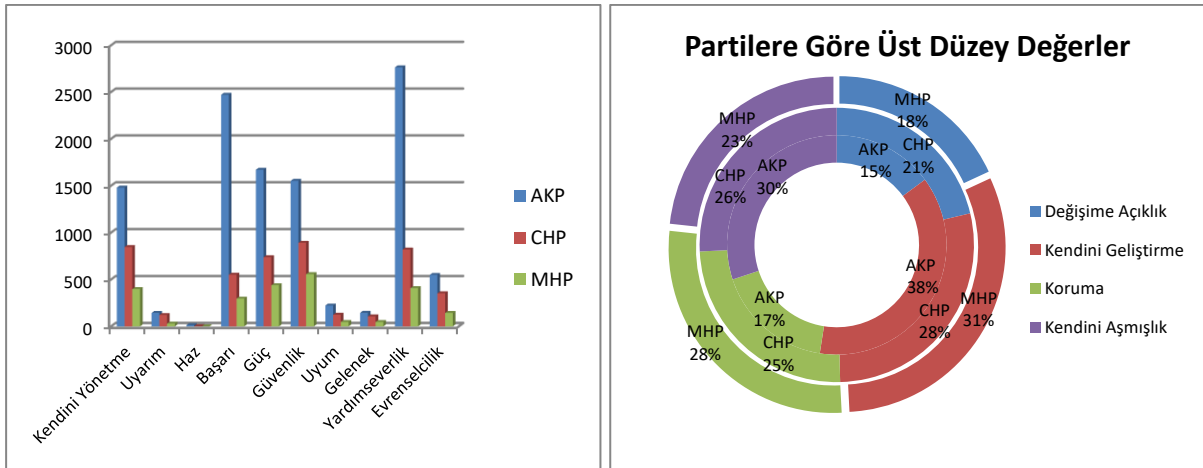 3000
2500
2000
1500
1000
500
0
Kendini Yönetme
Uyarım
Haz
Başarı
Güç
Güvenlik
Uyum
Gelenek
Yardımseverlik
Evrenselcilik
AKP
CHP
MHP
Partilere Göre Üst Düzey Değerler
MHP
18%
CHP
21%
AKP
15%
AKP
38%
CHP
28%
MHP
31%
AKP
17%
CHP
25%
MHP
28%
AKP
30%
CHP
26%
MHP
23%
Değişime Açıklık
Kendini Geliştirme
Koruma
Kendini Aşmışlık